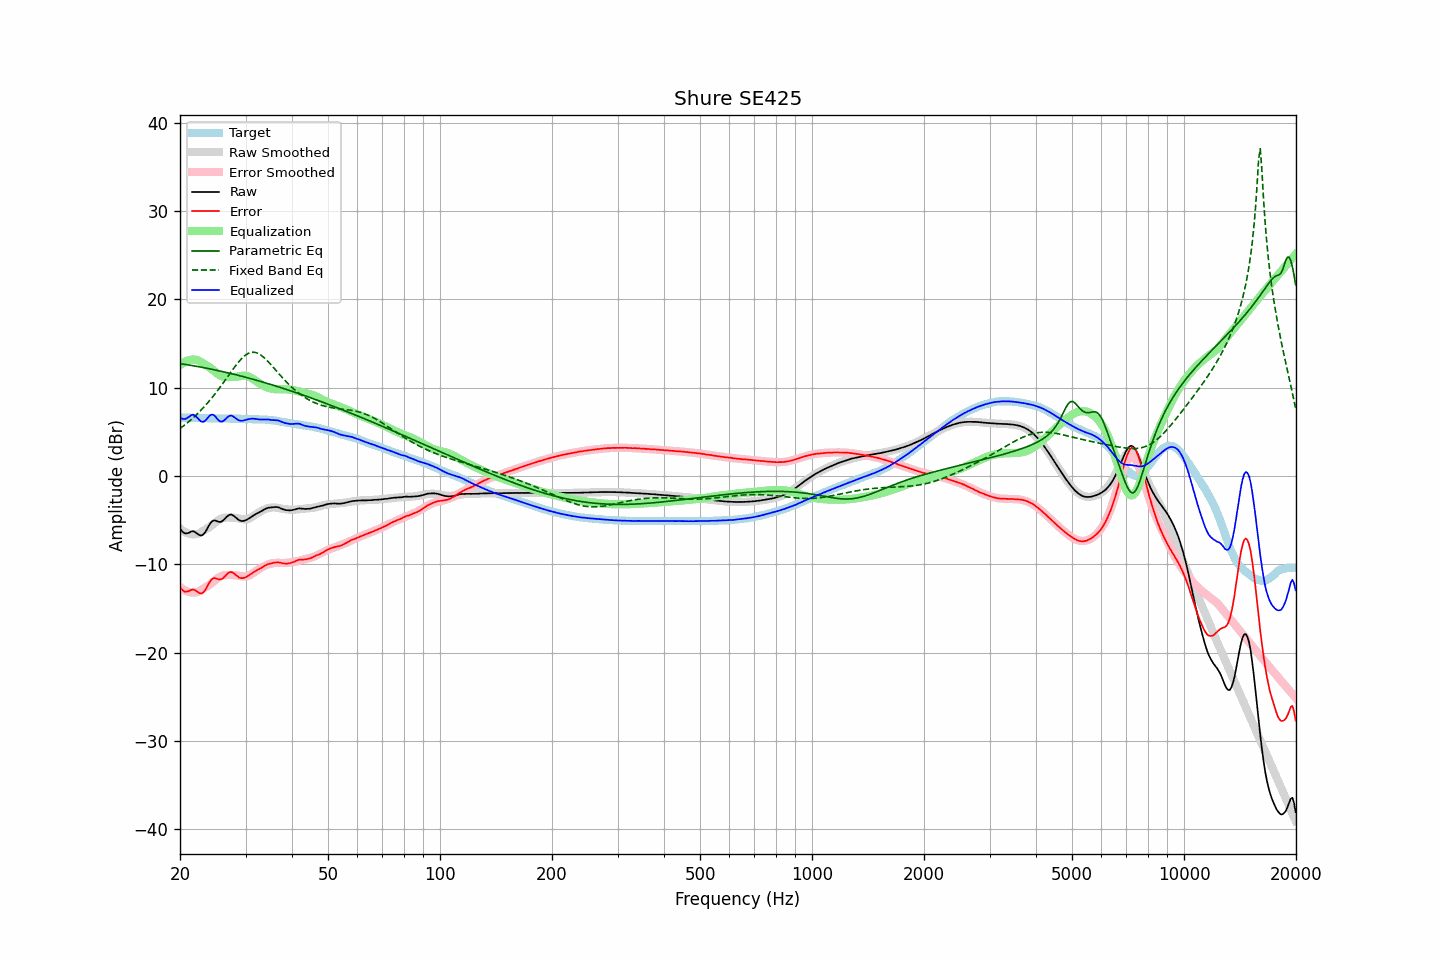 Shure SE425
40
30
20
10
0
−10
−20
−30
−40
Amplitude (dBr)
Target
Raw Smoothed
Error Smoothed
Raw
Error
Equalization
Parametric Eq
Fixed Band Eq
Equalized
20 50 100 200 500 1000 2000 5000 10000 20000
Frequency (Hz)